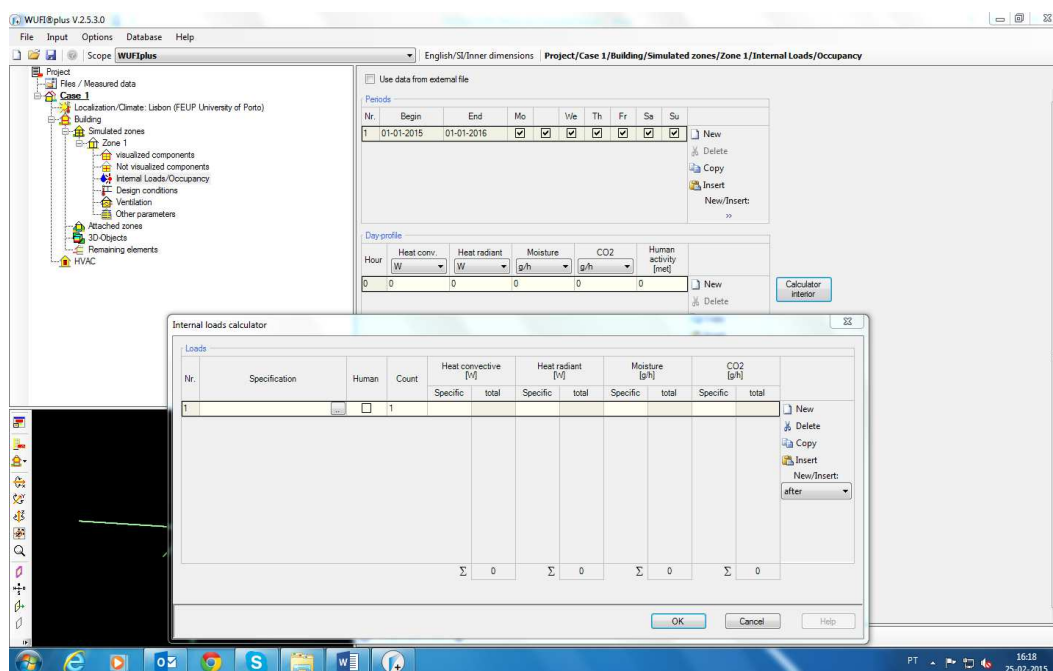 WUFI®plus V.2.5.3.0
File Input Options Database Help
Scope WUFIplus English/SI/Inner dimensions Project/Case 1/Building/Simulated zones/Zone 1/Internal Loads/Occupancy
Project
Files / Measured data
Case 1
Localization/Climate: Lisbon (FEUP University of Porto)
Building
Simulated zones
Zone 1
visualized components
Not visualized components
Internal Loads/Occupancy
Design conditions
Ventilation
Other parameters
Attached zones
3D-Objects
Remaining elements
HVAC
Use data from external file
Periods
Nr. Begin End Mo We Th Fr Sa Su
1 01-01-2015 01-01-2016
New
Delete
Copy
Insert
New/Insert:
»
Day-profile
Hour Heat conv. Heat radiant Moisture CO2 Human activity [met]
W W g/h g/h
0 0 0 0 0 0
New
Delete
Calculator interior
Internal loads calculator
Loads
Nr. Specification Human Count Heat convective [W] Heat radiant [W] Moisture [g/h] CO2 [g/h]
Specific total Specific total Specific total Specific total
1 ... 1
New
Delete
Copy
Insert
New/Insert:
after
Σ 0 Σ 0 Σ 0 Σ 0
OK Cancel Help
PT 16:18
25-02-2015